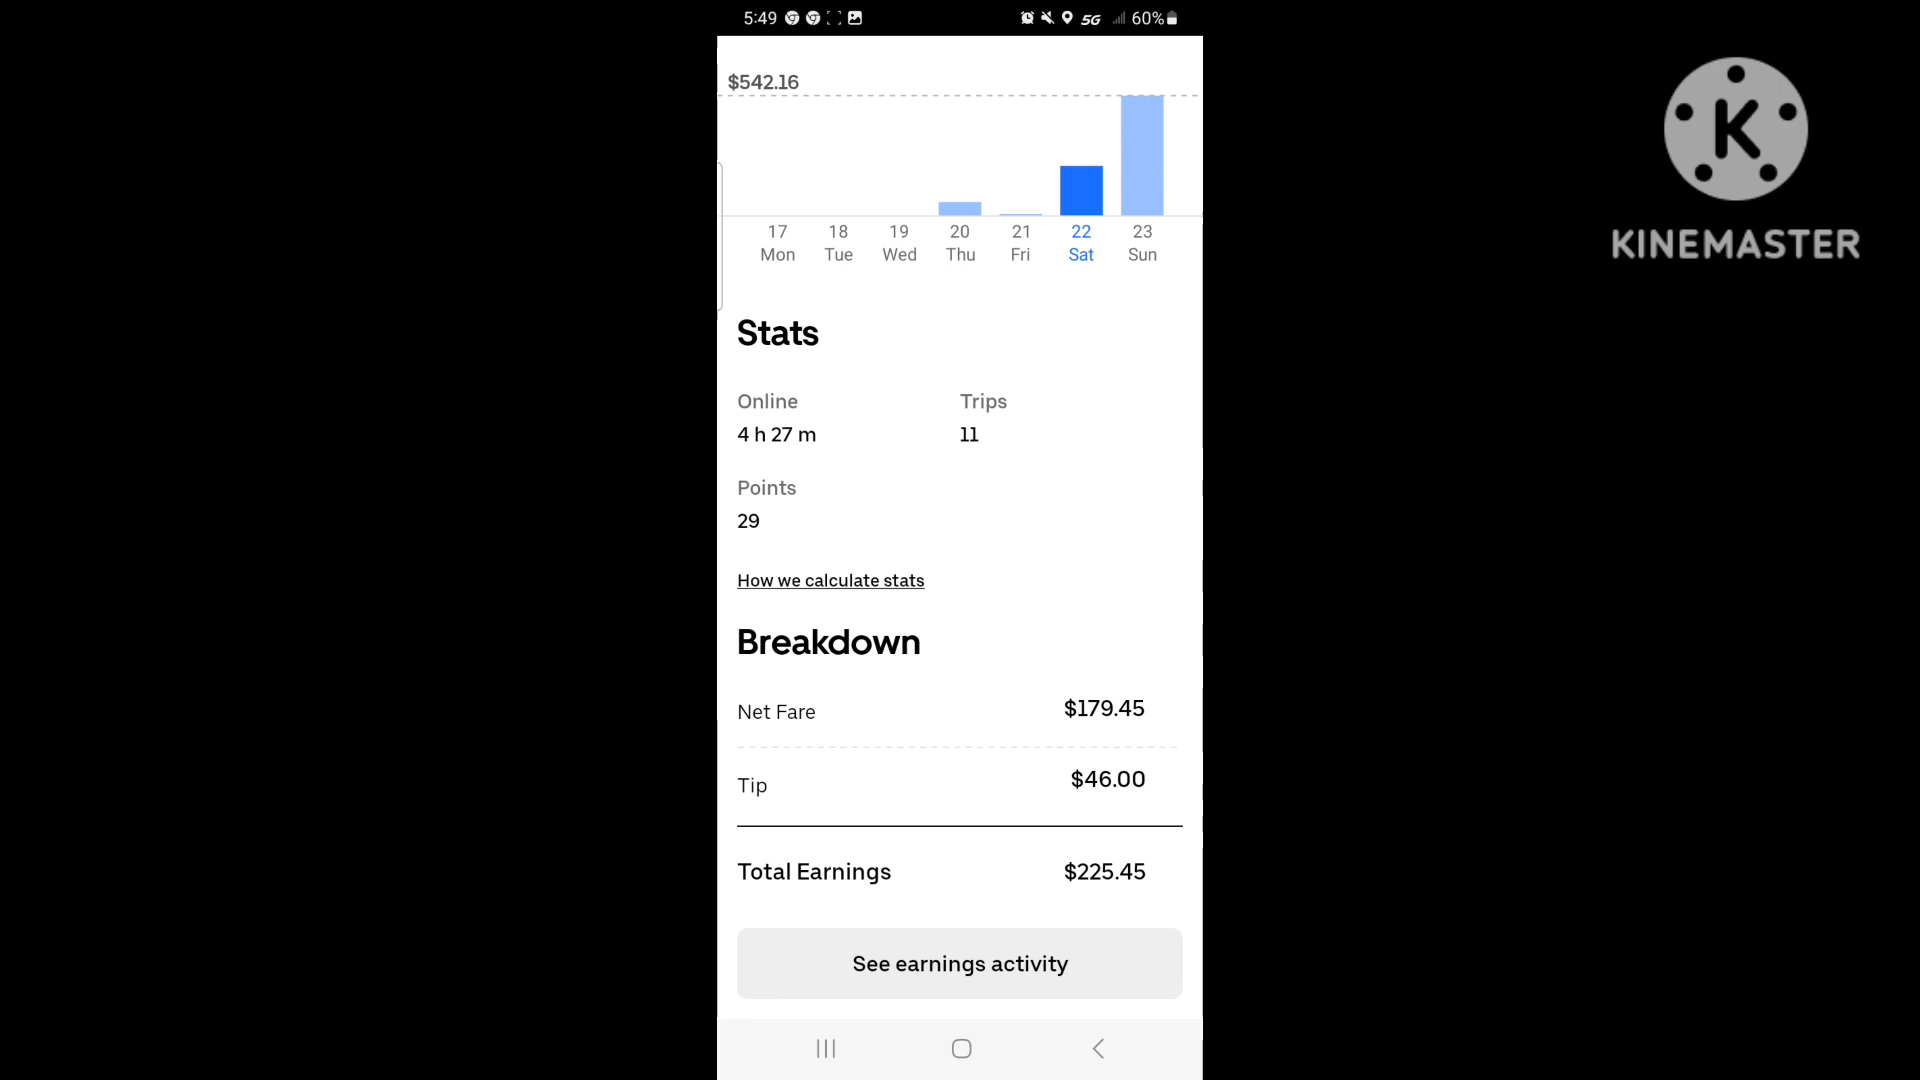 5:49 5G 60%
$542.16
17 18 19 20 21 22 23
Mon Tue Wed Thu Fri Sat Sun
Stats
Online Trips
4 h 27 m 11
Points
29
How we calculate stats
Breakdown
Net Fare $179.45
Tip $46.00
Total Earnings $225.45
See earnings activity
K
KINEMASTER